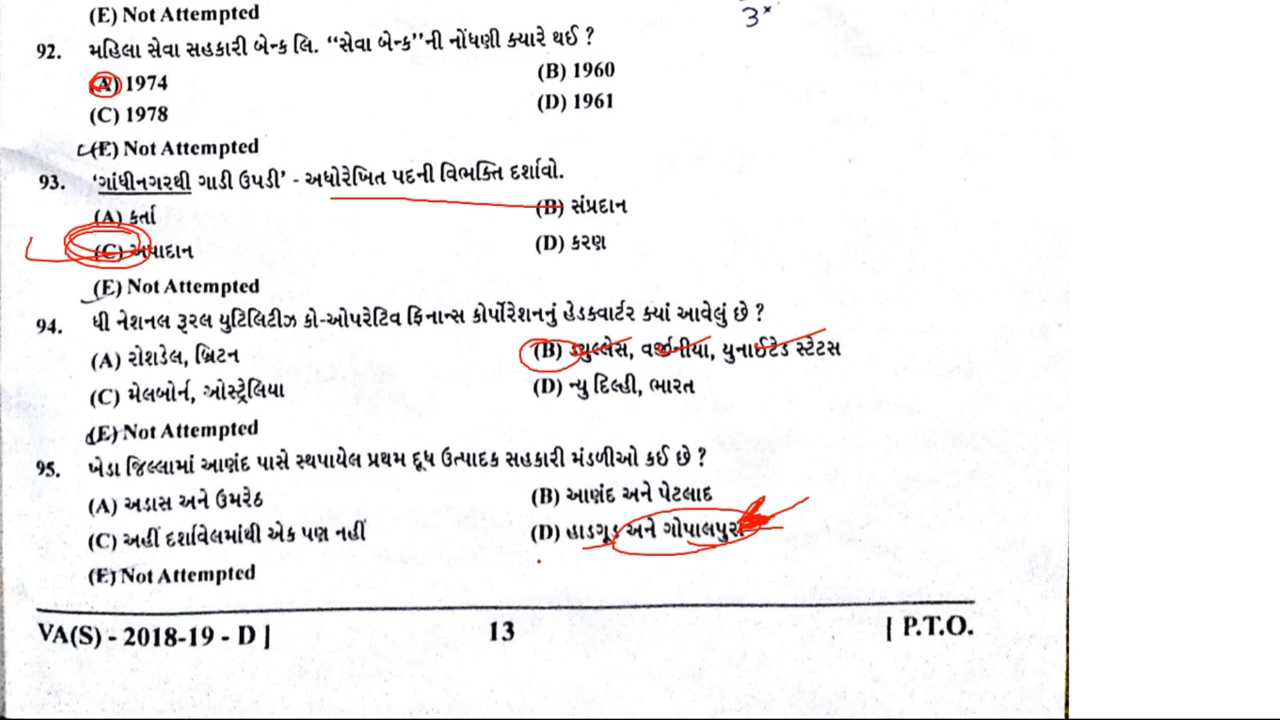 (E) Not Attempted
3×
92. મહિલા સેવા સહકારી બેન્ક લિ. “સેવા બેન્ક”ની નોંધણી ક્યારે થઈ ?
(A) 1974 (B) 1960
(C) 1978 (D) 1961
(E) Not Attempted
93. ‘ગાંધીનગરથી ગાડી ઉપડી’ - અધોરેખિત પદની વિભક્તિ દર્શાવો.
(A) કર્તા (B) સંપ્રદાન
(C) અપાદાન (D) કરણ
(E) Not Attempted
94. ધી નેશનલ રૂરલ યુટિલિટીઝ કો-ઓપરેટિવ ફિનાન્સ કોર્પોરેશનનું હેડક્વાર્ટર ક્યાં આવેલું છે ?
(A) રોશડેલ, બ્રિટન (B) ડ્યુલ્લેસ, વર્જીનીયા, યુનાઈટેડ સ્ટેટસ
(C) મેલબોર્ન, ઓસ્ટ્રેલિયા (D) ન્યુ દિલ્હી, ભારત
(E) Not Attempted
95. ખેડા જિલ્લામાં આણંદ પાસે સ્થપાયેલ પ્રથમ દૂધ ઉત્પાદક સહકારી મંડળીઓ કઈ છે ?
(A) અડાસ અને ઉમરેઠ (B) આણંદ અને પેટલાદ
(C) અહીં દર્શાવેલમાંથી એક પણ નહીં (D) હાડગૂડ અને ગોપાલપુરા
(E) Not Attempted
VA(S) - 2018-19 - D ] 13 [ P.T.O.